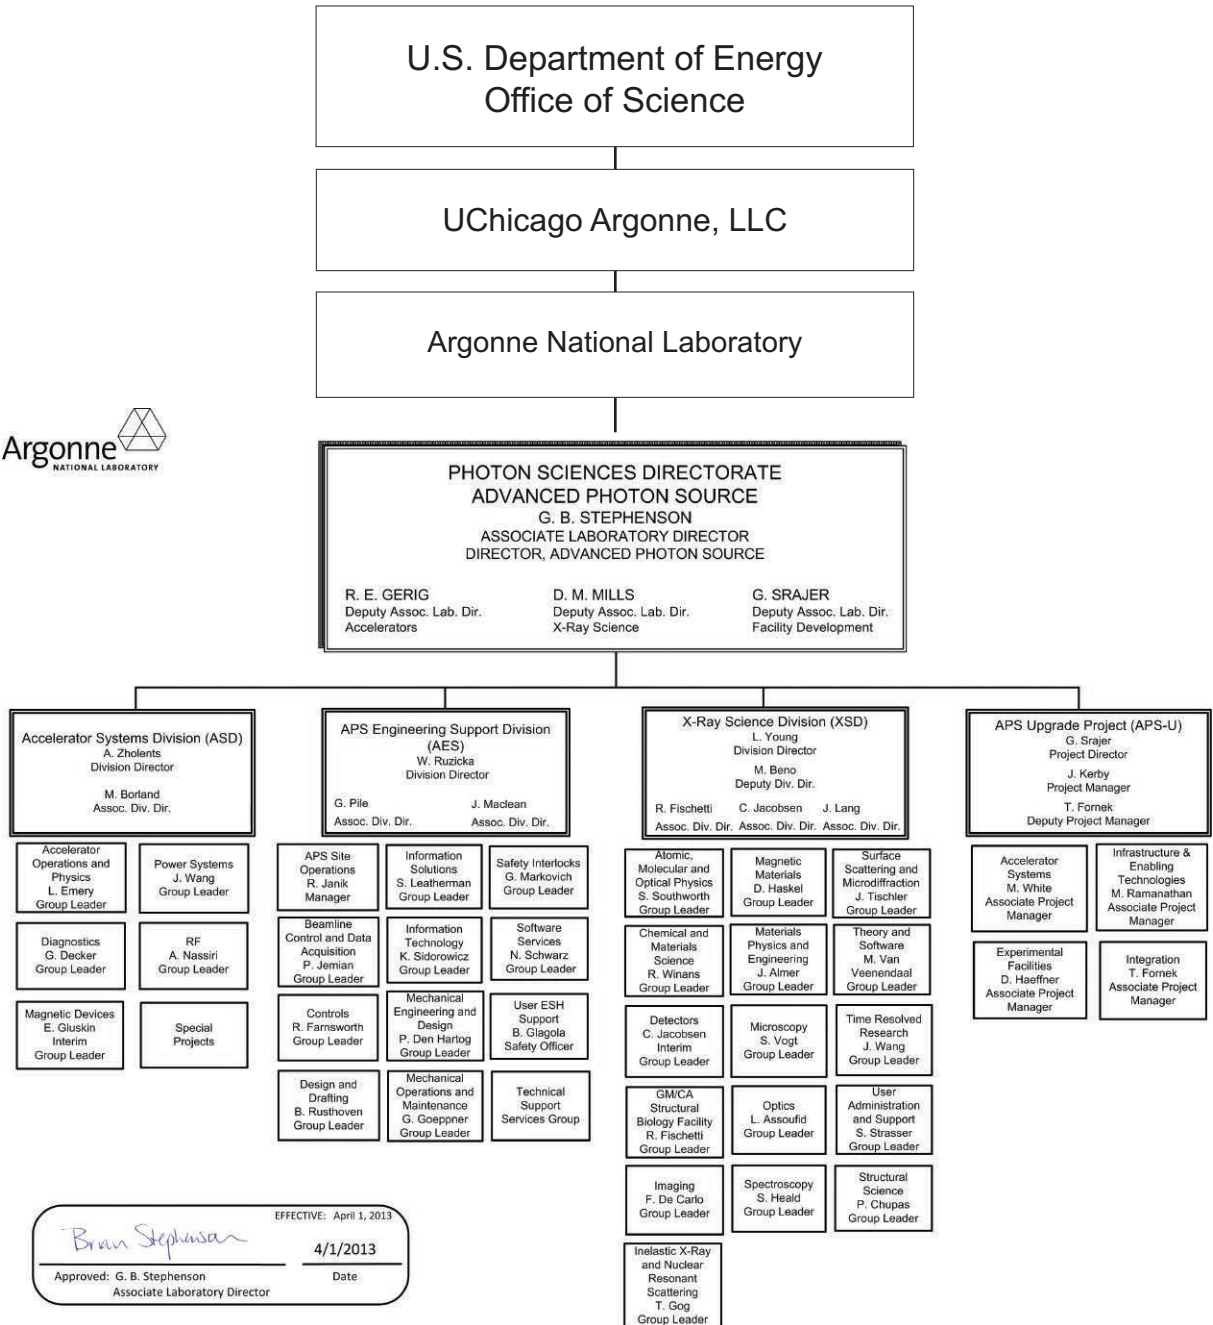 U.S. Department of Energy
Office of Science
UChicago Argonne, LLC
Argonne National Laboratory
Argonne
NATIONAL LABORATORY
PHOTON SCIENCES DIRECTORATE
ADVANCED PHOTON SOURCE
G. B. STEPHENSON
ASSOCIATE LABORATORY DIRECTOR
DIRECTOR, ADVANCED PHOTON SOURCE
R. E. GERIG
Deputy Assoc. Lab. Dir.
Accelerators
D. M. MILLS
Deputy Assoc. Lab. Dir.
X-Ray Science
G. SRAJER
Deputy Assoc. Lab. Dir.
Facility Development
Accelerator Systems Division (ASD)
A. Zholents
Division Director
M. Borland
Assoc. Div. Dir.
Accelerator
Operations and
Physics
L. Emery
Group Leader
Power Systems
J. Wang
Group Leader
Diagnostics
G. Decker
Group Leader
RF
A. Nassiri
Group Leader
Magnetic Devices
E. Gluskin
Interim
Group Leader
Special
Projects
APS Engineering Support Division
(AES)
W. Ruzicka
Division Director
G. Pile
Assoc. Div. Dir.
J. Maclean
Assoc. Div. Dir.
APS Site
Operations
R. Janik
Manager
Information
Solutions
S. Leatherman
Group Leader
Safety Interlocks
G. Markovich
Group Leader
Beamline
Control and Data
Acquisition
P. Jemian
Group Leader
Information
Technology
K. Sidorowicz
Group Leader
Software
Services
N. Schwarz
Group Leader
Controls
R. Farnsworth
Group Leader
Mechanical
Engineering and
Design
P. Den Hartog
Group Leader
User ESH
Support
B. Glagola
Safety Officer
Design and
Drafting
B. Rusthoven
Group Leader
Mechanical
Operations and
Maintenance
G. Goeppner
Group Leader
Technical
Support
Services Group
X-Ray Science Division (XSD)
L. Young
Division Director
M. Beno
Deputy Div. Dir.
R. Fischetti
Assoc. Div. Dir.
C. Jacobsen
Assoc. Div. Dir.
J. Lang
Assoc. Div. Dir.
Atomic,
Molecular and
Optical Physics
S. Southworth
Group Leader
Magnetic
Materials
D. Haskel
Group Leader
Surface
Scattering and
Microdiffraction
J. Tischler
Group Leader
Chemical and
Materials
Science
R. Winans
Group Leader
Materials
Physics and
Engineering
J. Almer
Group Leader
Theory and
Software
M. Van
Veenendaal
Group Leader
Detectors
C. Jacobsen
Interim
Group Leader
Microscopy
S. Vogt
Group Leader
Time Resolved
Research
J. Wang
Group Leader
GM/CA
Structural
Biology Facility
R. Fischetti
Group Leader
Optics
L. Assoufid
Group Leader
User
Administration
and Support
S. Strasser
Group Leader
Imaging
F. De Carlo
Group Leader
Spectroscopy
S. Heald
Group Leader
Structural
Science
P. Chupas
Group Leader
Inelastic X-Ray
and Nuclear
Resonant
Scattering
T. Gog
Group Leader
APS Upgrade Project (APS-U)
G. Srajer
Project Director
J. Kerby
Project Manager
T. Fornek
Deputy Project Manager
Accelerator
Systems
M. White
Associate Project
Manager
Infrastructure &
Enabling
Technologies
M. Ramanathan
Associate Project
Manager
Experimental
Facilities
D. Haeffner
Associate Project
Manager
Integration
T. Fornek
Associate Project
Manager
EFFECTIVE: April 1, 2013
Brian Stephenson
4/1/2013
Approved: G. B. Stephenson
Associate Laboratory Director
Date